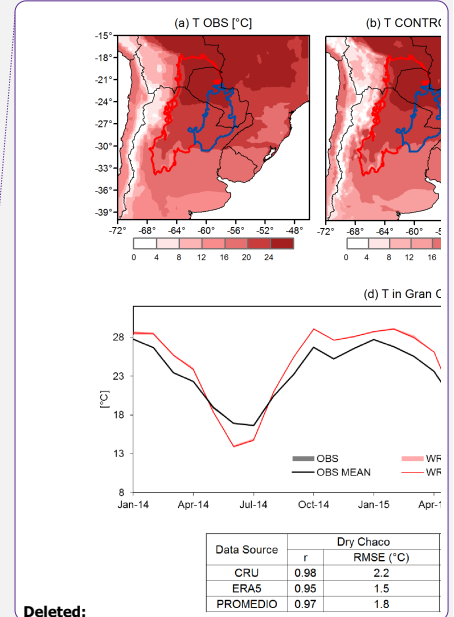 (a) T OBS [°C]
(b) T CONTRO
-15°
-18°
-21°
-24°
-27°
-30°
-33°
-36°
-39°
-72° -68° -64° -60° -56° -52° -48°
-72° -68° -64° -60°
0 4 8 12 16 20 24
0 4 8 12 16
(d) T in Gran C
[°C]
28
23
18
13
8
OBS WR
OBS MEAN WR
Jan-14 Apr-14 Jul-14 Oct-14 Jan-15 Apr-1
Data Source Dry Chaco
r RMSE (°C)
CRU 0.98 2.2
ERA5 0.95 1.5
PROMEDIO 0.97 1.8
Deleted: